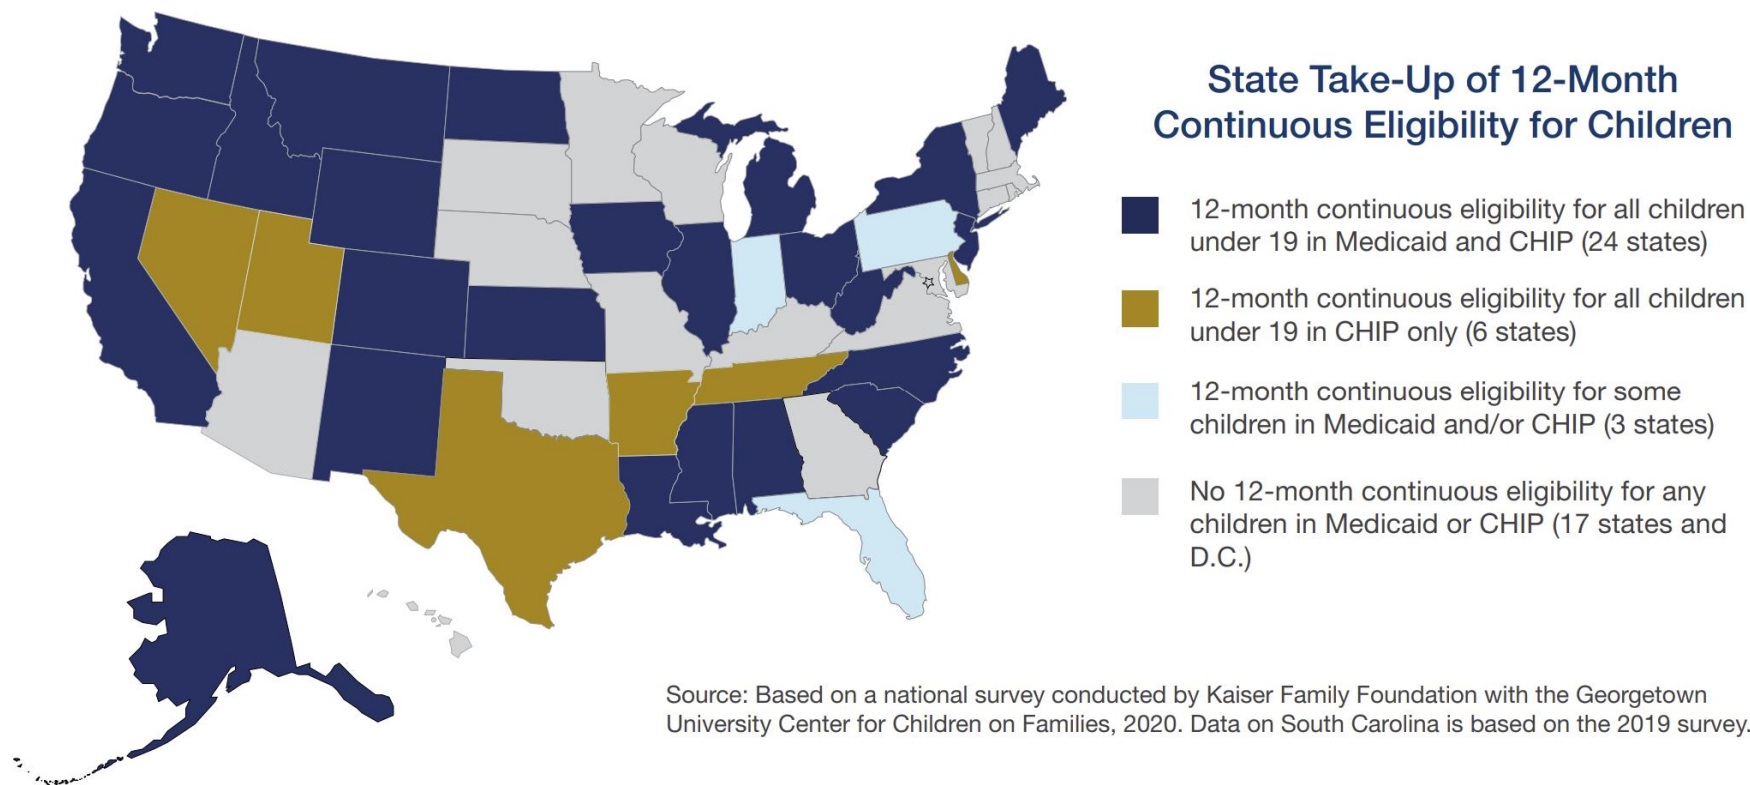 State Take-Up of 12-Month
Continuous Eligibility for Children
12-month continuous eligibility for all children
under 19 in Medicaid and CHIP (24 states)
12-month continuous eligibility for all children
under 19 in CHIP only (6 states)
12-month continuous eligibility for some
children in Medicaid and/or CHIP (3 states)
No 12-month continuous eligibility for any
children in Medicaid or CHIP (17 states and
D.C.)
Source: Based on a national survey conducted by Kaiser Family Foundation with the Georgetown
University Center for Children on Families, 2020. Data on South Carolina is based on the 2019 survey.